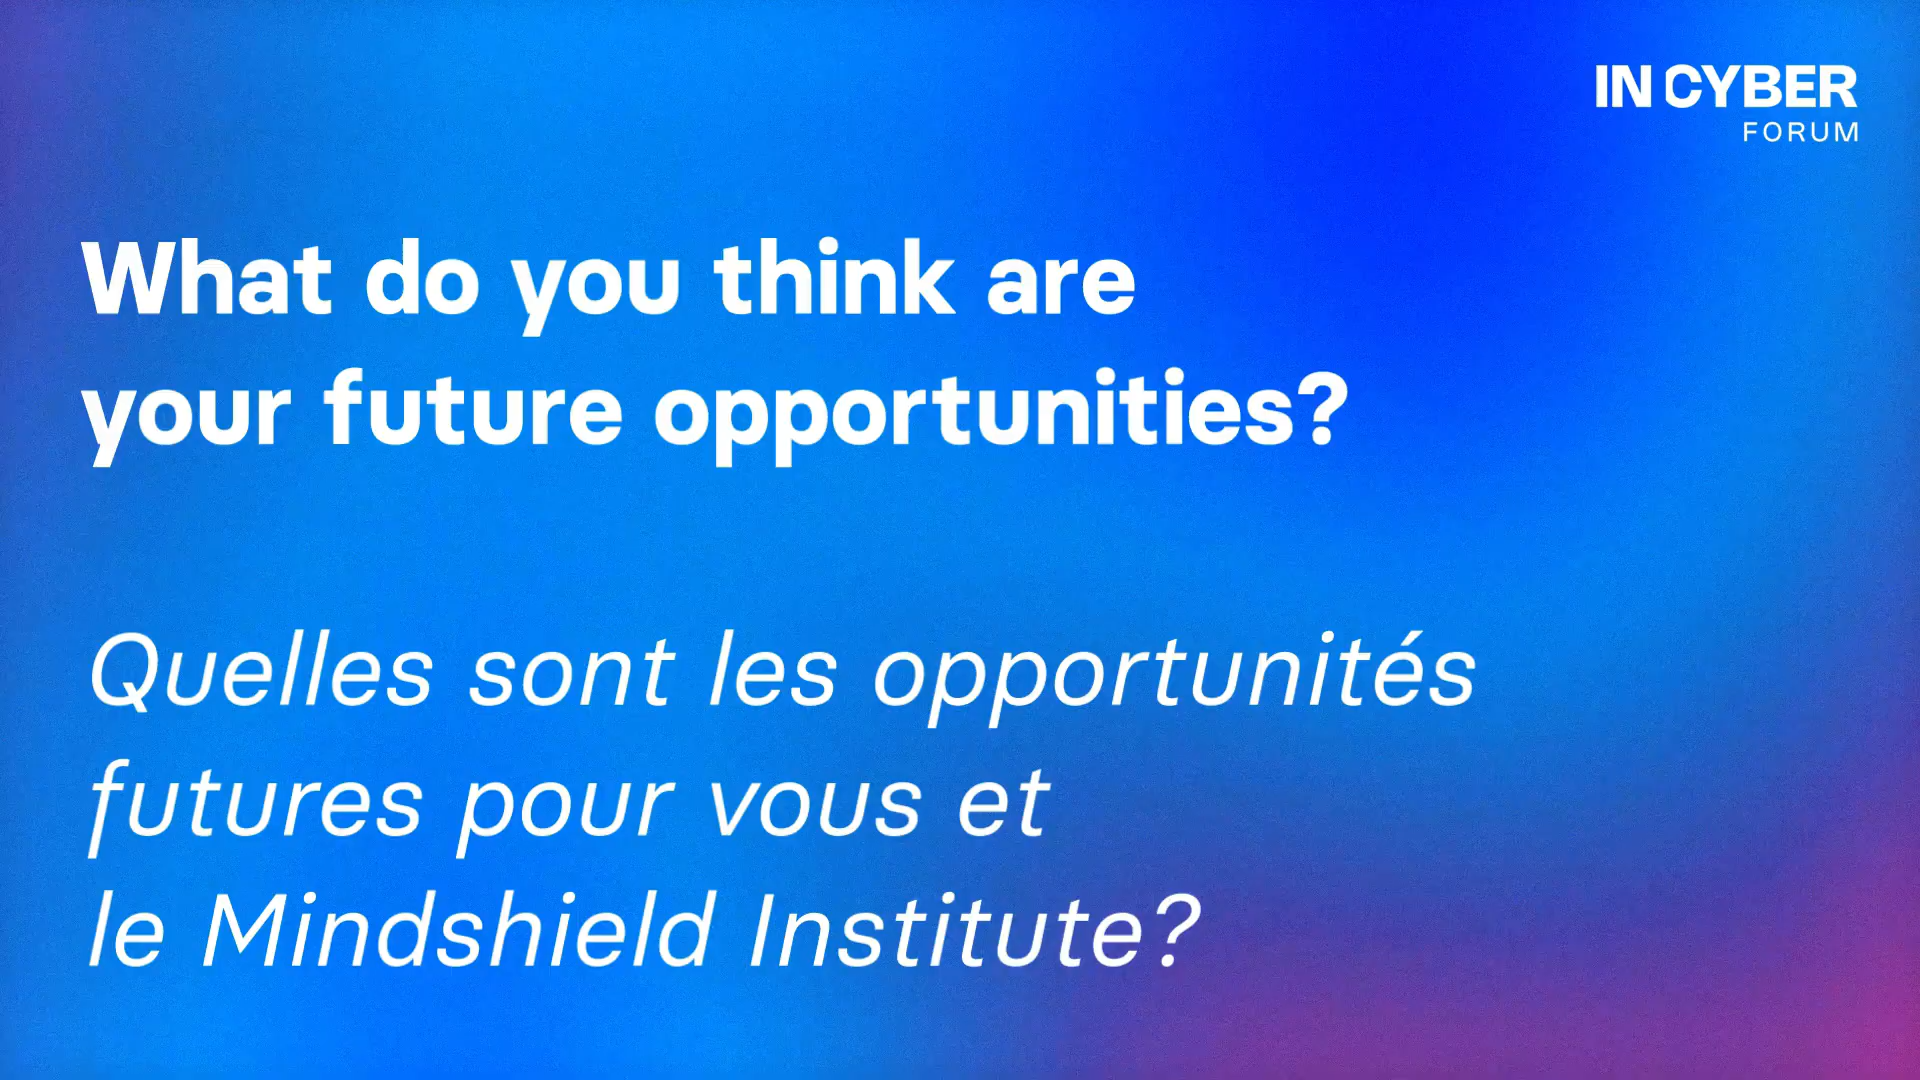 IN CYBER
FORUM
What do you think are
your future opportunities?
Quelles sont les opportunités
futures pour vous et
le Mindshield Institute?